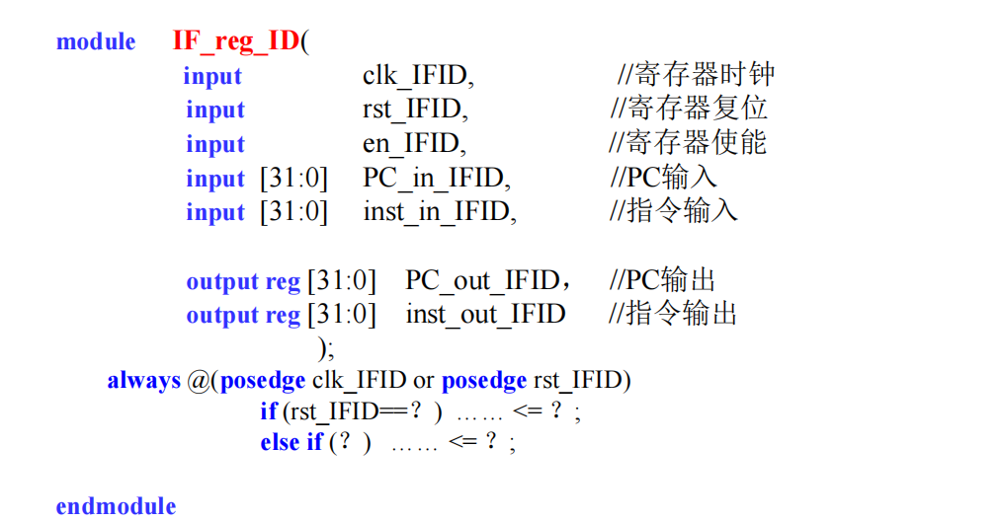 module IF_reg_ID(
input clk_IFID, //寄存器时钟
input rst_IFID, //寄存器复位
input en_IFID, //寄存器使能
input [31:0] PC_in_IFID, //PC输入
input [31:0] inst_in_IFID, //指令输入
output reg [31:0] PC_out_IFID， //PC输出
output reg [31:0] inst_out_IFID //指令输出
);
always @(posedge clk_IFID or posedge rst_IFID)
if (rst_IFID==？) …… <= ？;
else if (？) …… <= ？;
endmodule